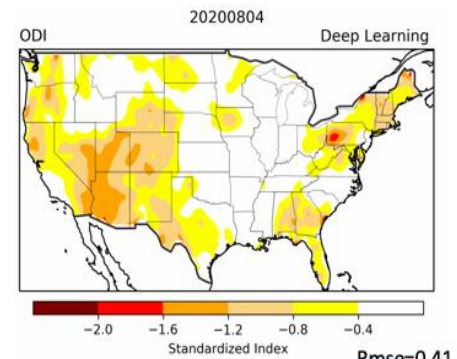 20200804
ODI Deep Learning
−2.0 −1.6 −1.2 −0.8 −0.4
Standardized Index
Rmse=0.41